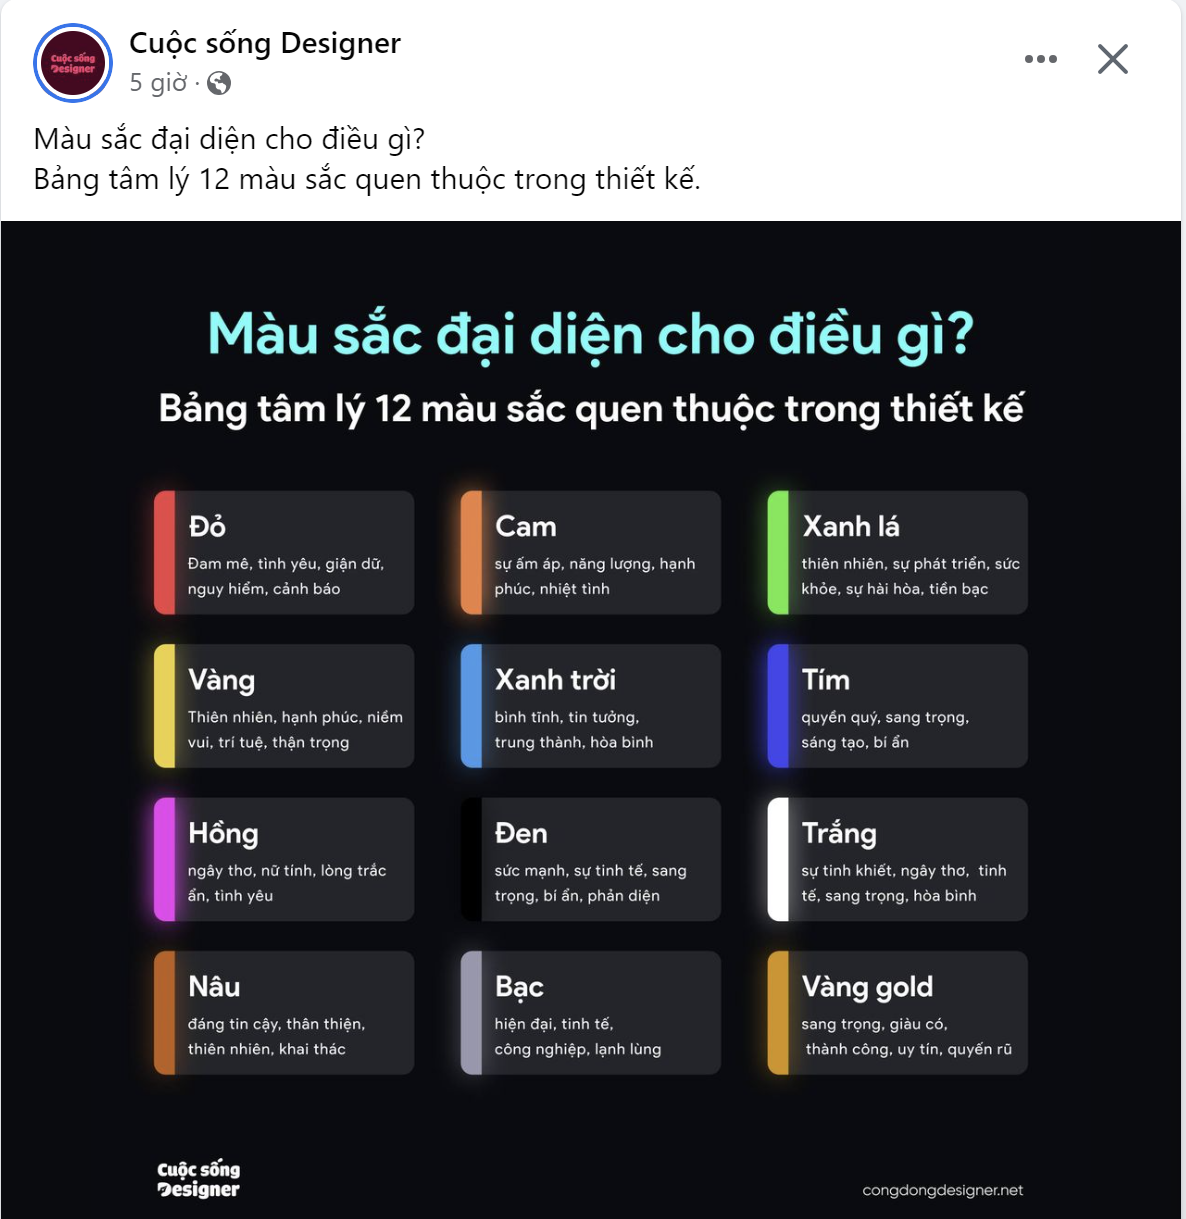 Cuộc sống Designer
Cuộc sống
Designer
5 giờ ·
Màu sắc đại diện cho điều gì?
Bảng tâm lý 12 màu sắc quen thuộc trong thiết kế.
Màu sắc đại diện cho điều gì?
Bảng tâm lý 12 màu sắc quen thuộc trong thiết kế
Đỏ
Đam mê, tình yêu, giận dữ,
nguy hiểm, cảnh báo
Cam
sự ấm áp, năng lượng, hạnh
phúc, nhiệt tình
Xanh lá
thiên nhiên, sự phát triển, sức
khỏe, sự hài hòa, tiền bạc
Vàng
Thiên nhiên, hạnh phúc, niềm
vui, trí tuệ, thận trọng
Xanh trời
bình tĩnh, tin tưởng,
trung thành, hòa bình
Tím
quyền quý, sang trọng,
sáng tạo, bí ẩn
Hồng
ngây thơ, nữ tính, lòng trắc
ẩn, tình yêu
Đen
sức mạnh, sự tinh tế, sang
trọng, bí ẩn, phản diện
Trắng
sự tinh khiết, ngây thơ, tinh
tế, sang trọng, hòa bình
Nâu
đáng tin cậy, thân thiện,
thiên nhiên, khai thác
Bạc
hiện đại, tinh tế,
công nghiệp, lạnh lùng
Vàng gold
sang trọng, giàu có,
thành công, uy tín, quyến rũ
Cuộc sống
Designer
congdongdesigner.net